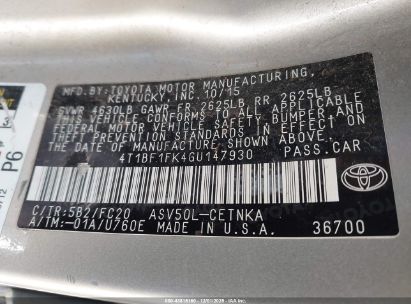 MFD. BY: TOYOTA MOTOR MANUFACTURING,
KENTUCKY, INC. 10/15
GVWR 4630LB GAWR FR. 2625LB RR. 2625LB
THIS VEHICLE CONFORMS TO ALL APPLICABLE
FEDERAL MOTOR VEHICLE SAFETY, BUMPER AND
THEFT PREVENTION STANDARDS IN EFFECT ON
THE DATE OF MANUFACTURE SHOWN ABOVE.
4T1BF1FK4GU147930 PASS. CAR
C/TR:5B2/FC20 ASV50L-CETNKA
A/TM:-01A/U760E MADE IN U.S.A. 36700
TOYOTA
P6